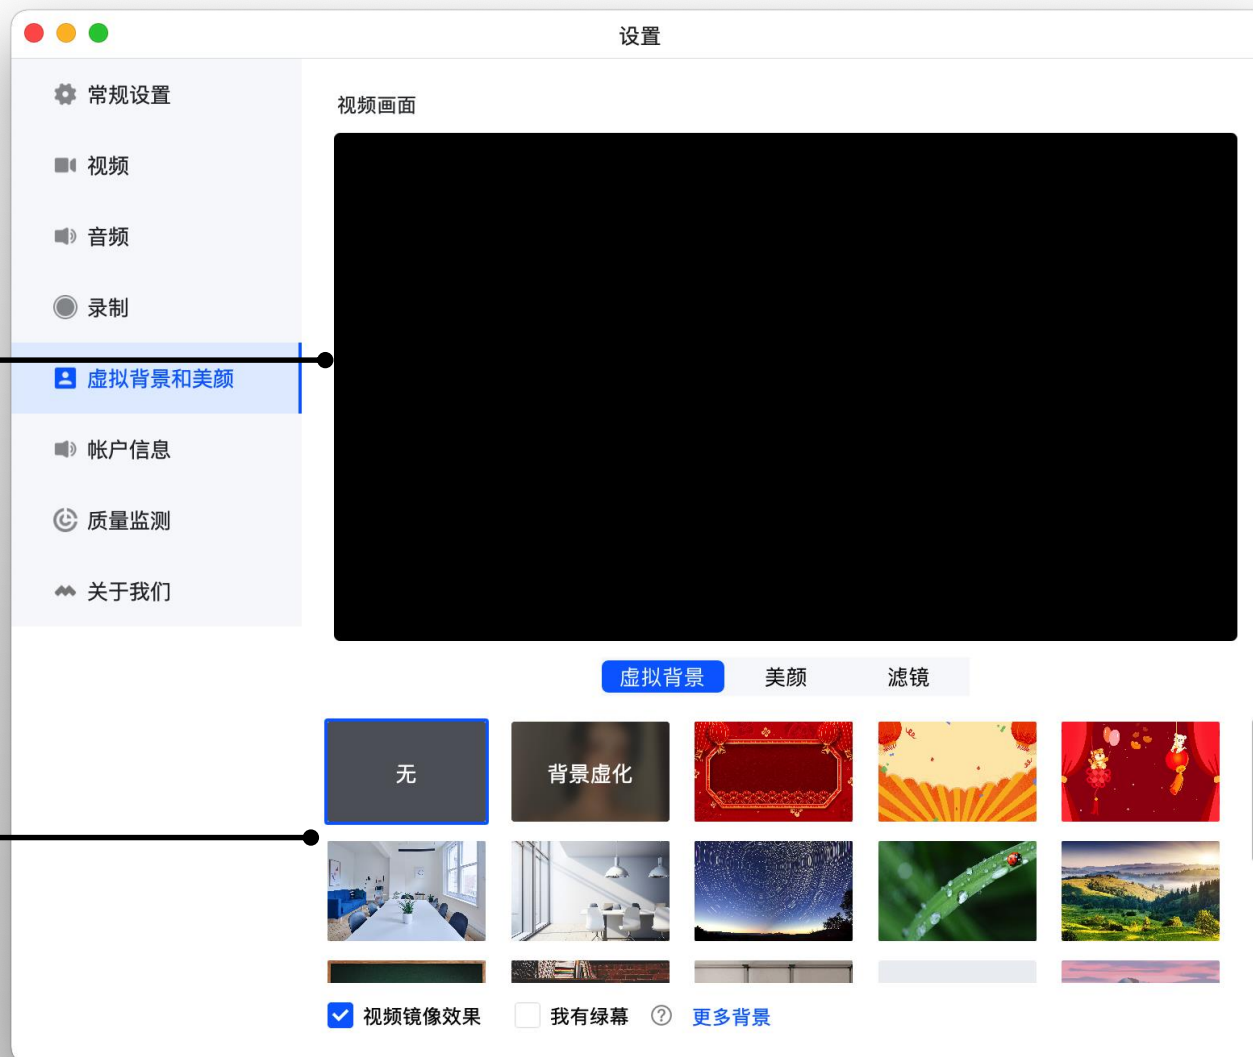 设置
常规设置
视频
音频
录制
虚拟背景和美颜
帐户信息
质量监测
关于我们
视频画面
虚拟背景 美颜 滤镜
无 背景虚化
视频镜像效果 我有绿幕 ? 更多背景